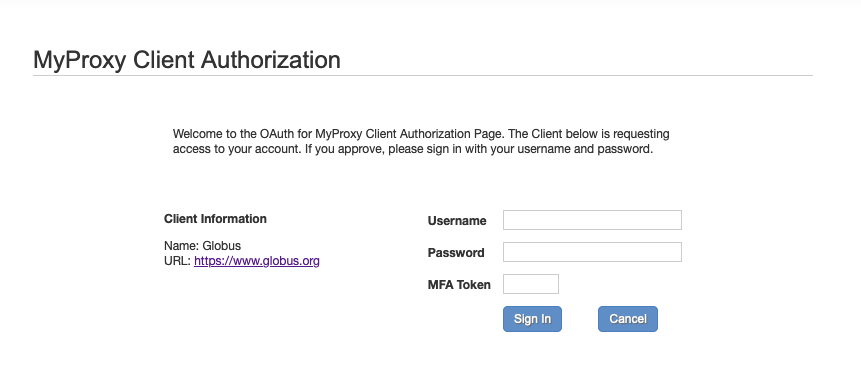 MyProxy Client Authorization
Welcome to the OAuth for MyProxy Client Authorization Page. The Client below is requesting
access to your account. If you approve, please sign in with your username and password.
Client Information
Name: Globus
URL: https://www.globus.org
Username
Password
MFA Token
Sign In
Cancel